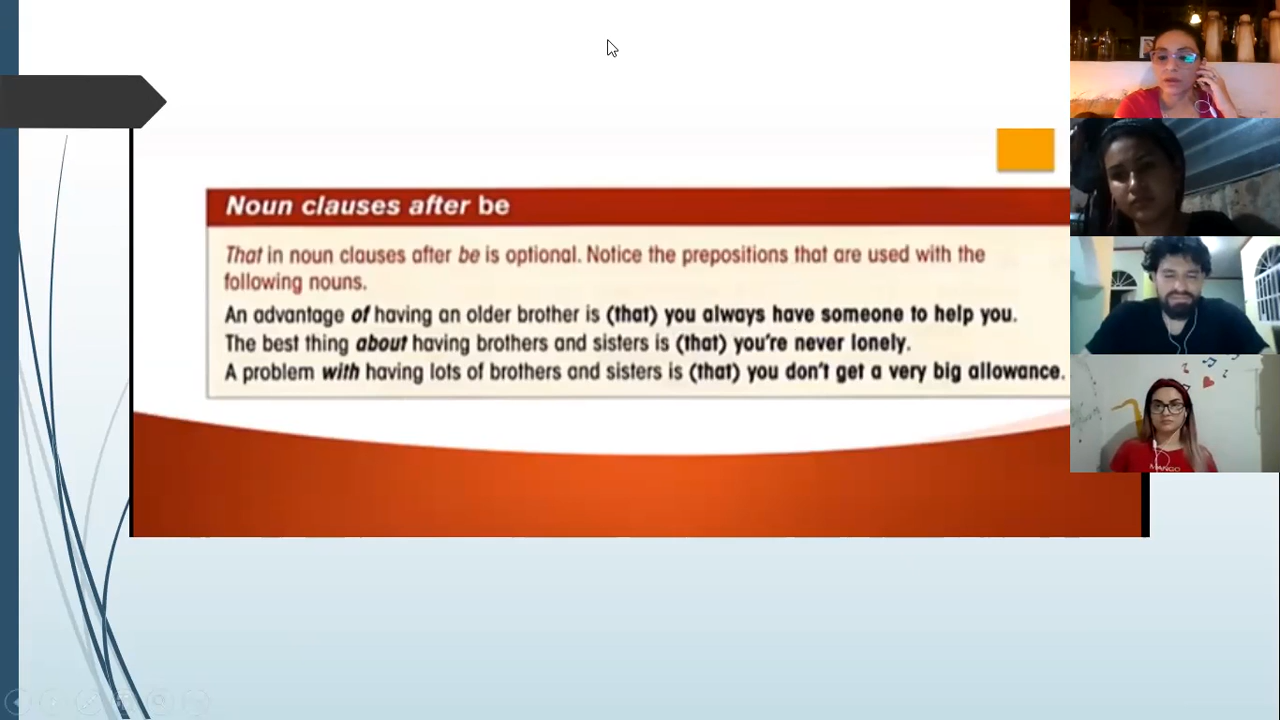 Noun clauses after be
That in noun clauses after be is optional. Notice the prepositions that are used with the
following nouns.
An advantage of having an older brother is (that) you always have someone to help you.
The best thing about having brothers and sisters is (that) you're never lonely.
A problem with having lots of brothers and sisters is (that) you don't get a very big allowance.
MANGO